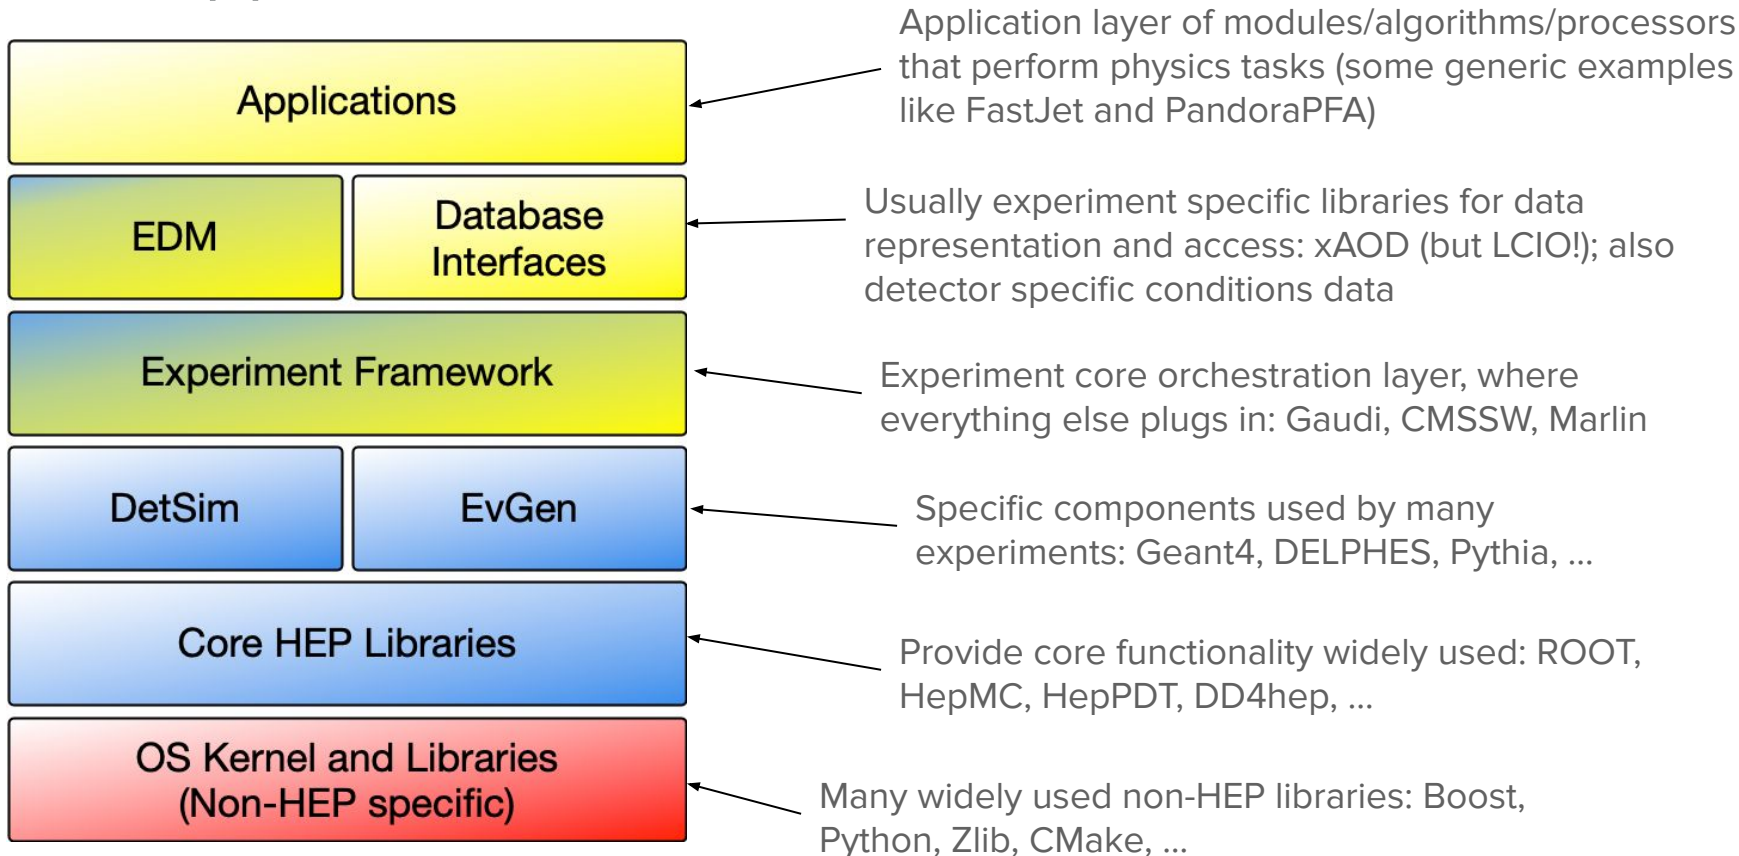 Applications
Application layer of modules/algorithms/processors
that perform physics tasks (some generic examples
like FastJet and PandoraPFA)
EDM
Database
Interfaces
Usually experiment specific libraries for data
representation and access: xAOD (but LCIO!); also
detector specific conditions data
Experiment Framework
Experiment core orchestration layer, where
everything else plugs in: Gaudi, CMSSW, Marlin
DetSim
EvGen
Specific components used by many
experiments: Geant4, DELPHES, Pythia, ...
Core HEP Libraries
Provide core functionality widely used: ROOT,
HepMC, HepPDT, DD4hep, ...
OS Kernel and Libraries
(Non-HEP specific)
Many widely used non-HEP libraries: Boost,
Python, Zlib, CMake, ...